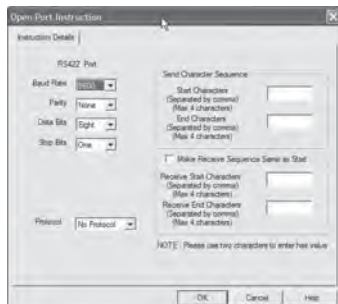 Open Port Instruction
Instruction Details
RS422 Port
Baud Rate
9600
Parity
None
Data Bits
Eight
Stop Bits
One
Protocol
No Protocol
Send Character Sequence
Start Characters
(Separated by comma)
(Max 4 characters)
End Characters
(Separated by comma)
(Max 4 characters)
Make Receive Sequence Same as Start
Receive Start Characters
(Separated by comma)
(Max 4 characters)
Receive End Characters
(Separated by comma)
(Max 4 characters)
NOTE : Please use two characters to enter hex value
OK
Cancel
Help